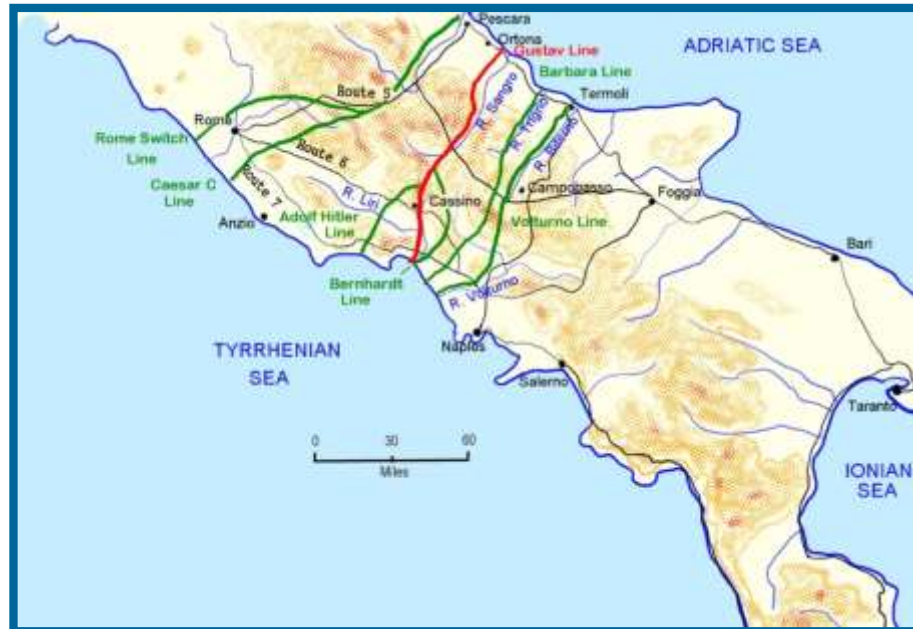 Pescara
Ortona
Gustav Line
ADRIATIC SEA
Barbara Line
Termoli
Route 5
R. Sangro
R. Trigno
R. Biferno
Rome
Rome Switch
Line
Route 6
Caesar C
Line
Route 7
R. Liri
Cassino
Campobasso
Foggia
Anzio
Adolf Hitler
Line
Volturno Line
Bari
Bernhardt
Line
R. Volturno
Naples
TYRRHENIAN
SEA
Salerno
Taranto
0 30 60
Miles
IONIAN
SEA